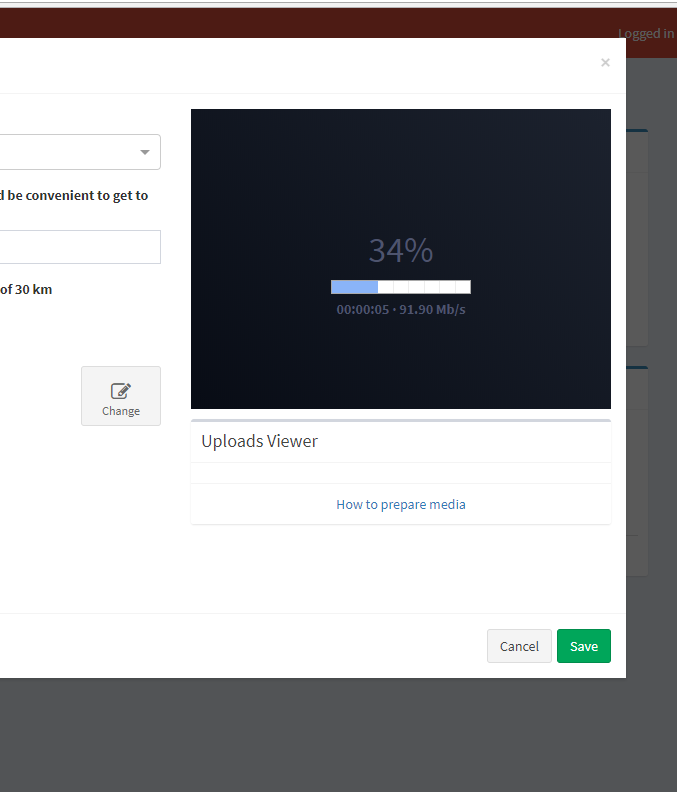 Logged in
×
d be convenient to get to
of 30 km
Change
34%
00:00:05 · 91.90 Mb/s
Uploads Viewer
How to prepare media
Cancel
Save